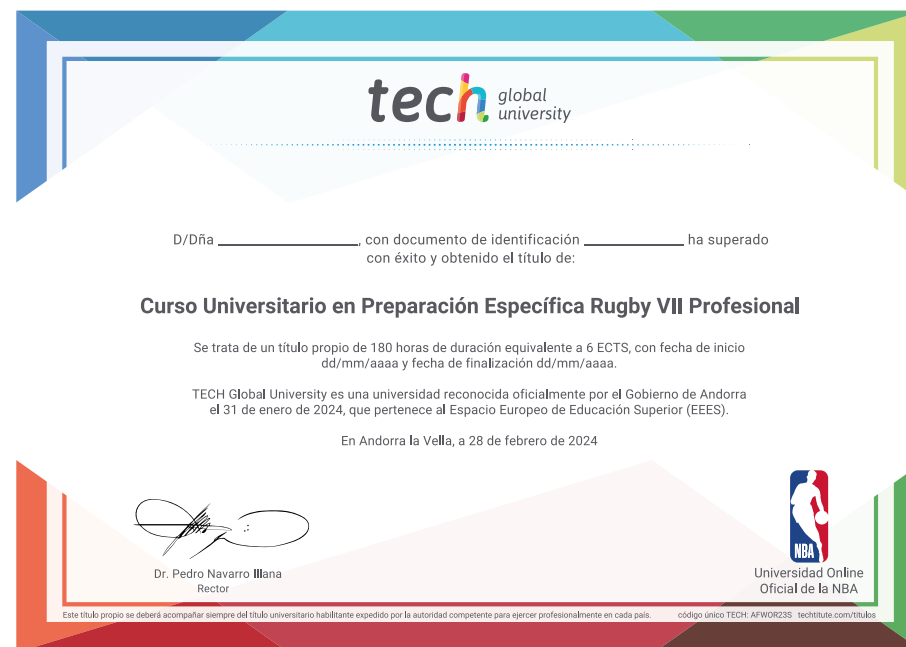 tech global university
D/Dña ____________________, con documento de identificación ______________ ha superado
con éxito y obtenido el título de:
Curso Universitario en Preparación Específica Rugby VII Profesional
Se trata de un título propio de 180 horas de duración equivalente a 6 ECTS, con fecha de inicio
dd/mm/aaaa y fecha de finalización dd/mm/aaaa.
TECH Global University es una universidad reconocida oficialmente por el Gobierno de Andorra
el 31 de enero de 2024, que pertenece al Espacio Europeo de Educación Superior (EEES).
En Andorra la Vella, a 28 de febrero de 2024
Dr. Pedro Navarro Illana
Rector
NBA
Universidad Online
Oficial de la NBA
Este título propio se deberá acompañar siempre del título universitario habilitante expedido por la autoridad competente para ejercer profesionalmente en cada país.
código único TECH: AFWOR23S techtitute.com/titulos